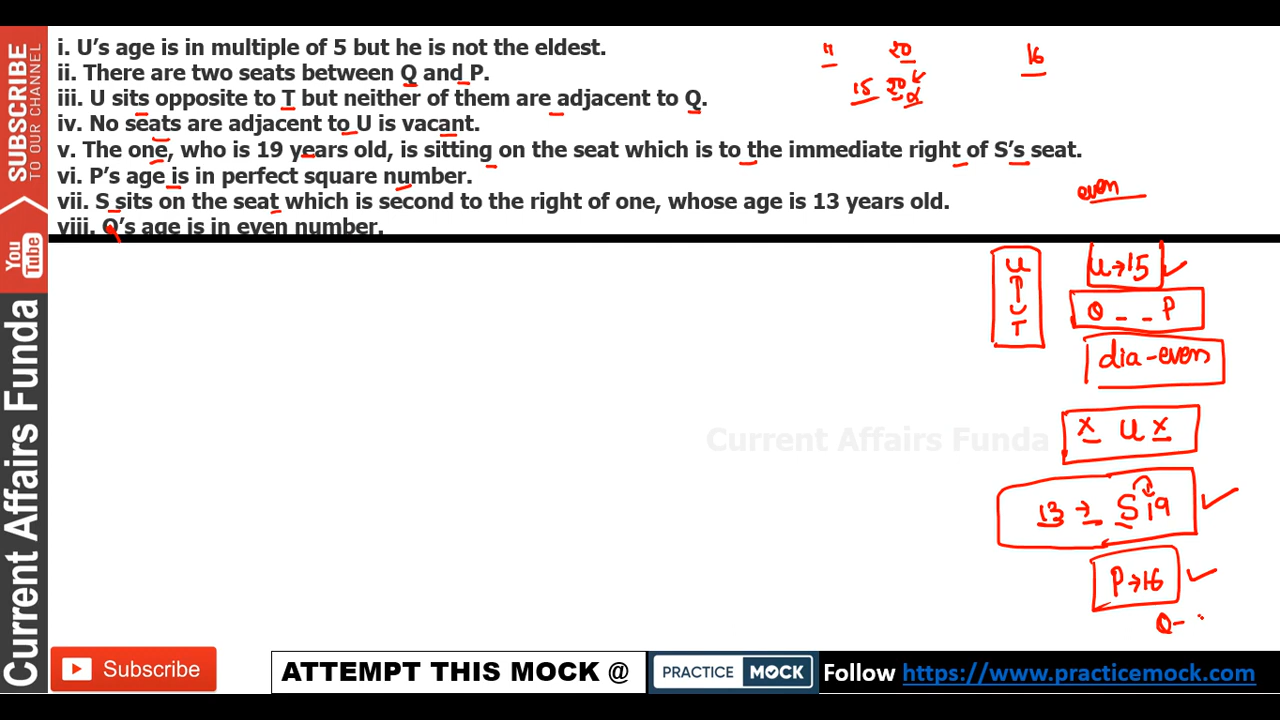 i. U's age is in multiple of 5 but he is not the eldest.
ii. There are two seats between Q and P.
iii. U sits opposite to T but neither of them are adjacent to Q.
iv. No seats are adjacent to U is vacant.
v. The one, who is 19 years old, is sitting on the seat which is to the immediate right of S's seat.
vi. P's age is in perfect square number.
vii. S sits on the seat which is second to the right of one, whose age is 13 years old.
viii. Q's age is in even number.
20
16
15 20
even
U
T
U→15
Q _ _ P
dia-even
x U x
13 → _ S 19
P→16
Q-
Current Affairs Funda
SUBSCRIBE
TO OUR CHANNEL
You
Tube
Current Affairs Funda
Subscribe
ATTEMPT THIS MOCK @
PRACTICE MOCK
Follow https://www.practicemock.com